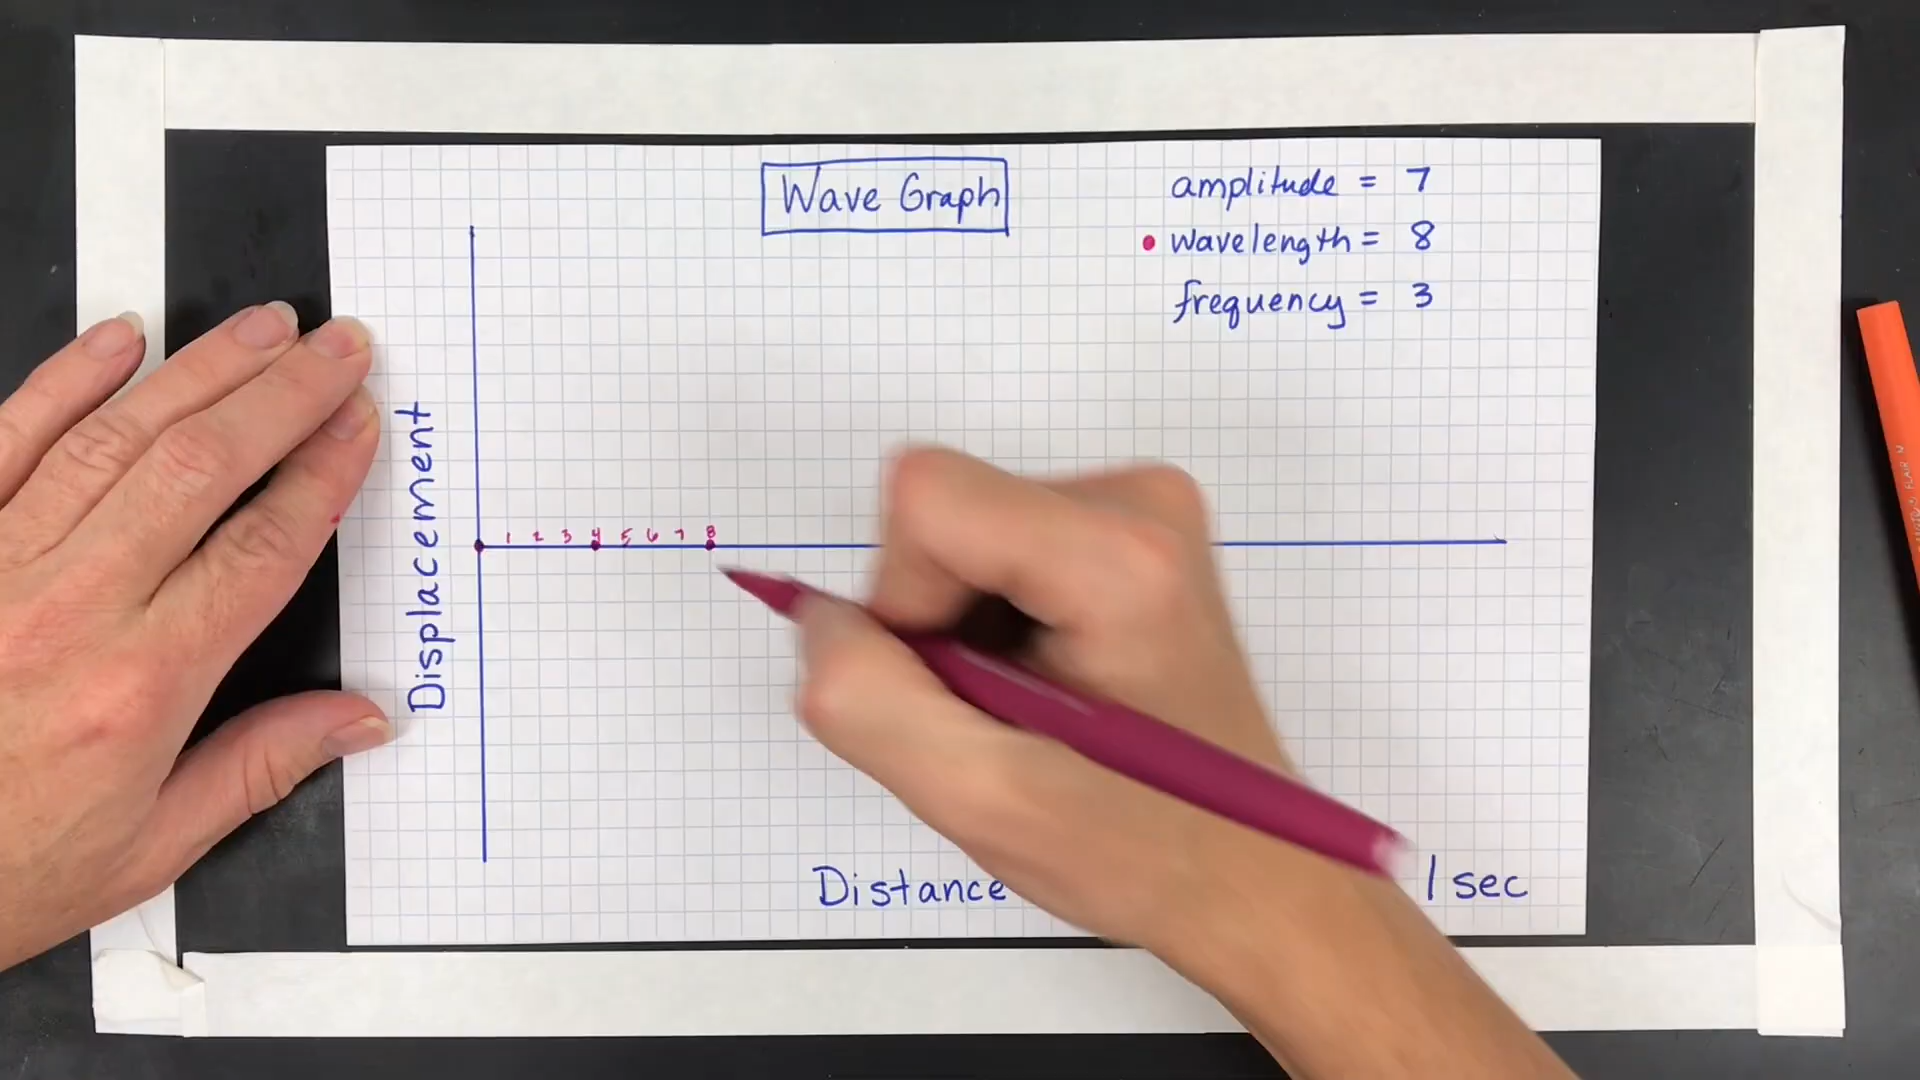 Wave Graph
amplitude = 7
• wavelength = 8
frequency = 3
Displacement
1 2 3 4 5 6 7 8
Distance
1 sec